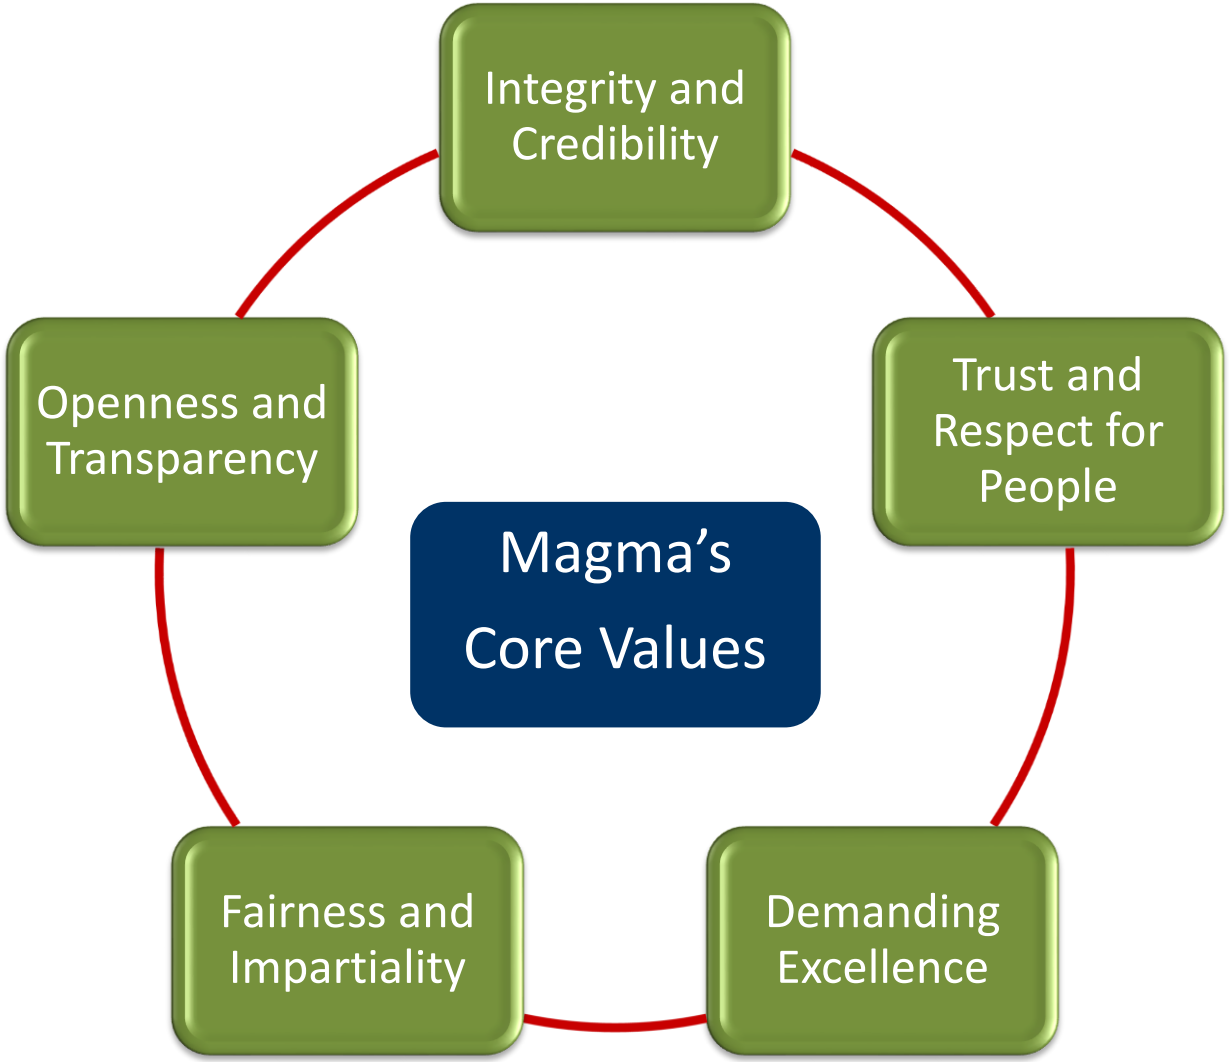 Integrity and
Credibility
Trust and
Respect for
People
Demanding
Excellence
Fairness and
Impartiality
Openness and
Transparency
Magma’s
Core Values